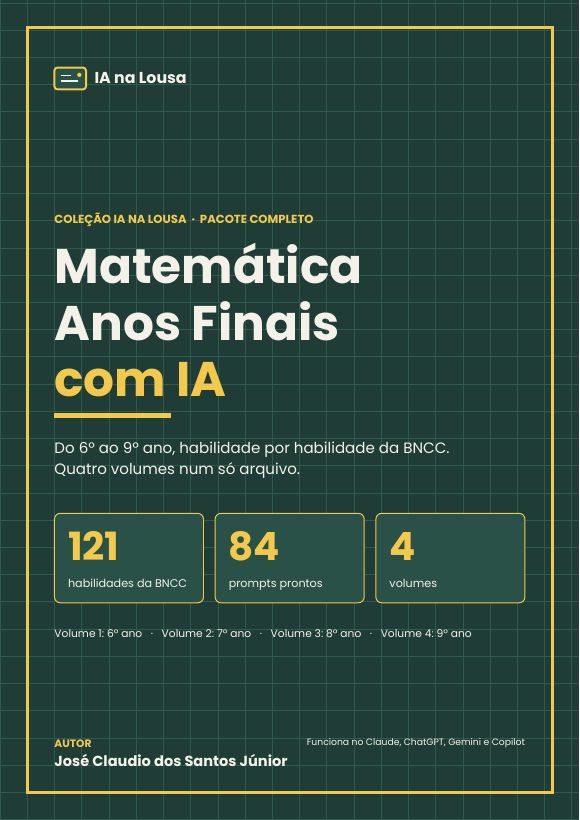 IA na Lousa
COLEÇÃO IA NA LOUSA · PACOTE COMPLETO
Matemática
Anos Finais
com IA
Do 6º ao 9º ano, habilidade por habilidade da BNCC.
Quatro volumes num só arquivo.
121
habilidades da BNCC
84
prompts prontos
4
volumes
Volume 1: 6º ano · Volume 2: 7º ano · Volume 3: 8º ano · Volume 4: 9º ano
AUTOR
José Claudio dos Santos Júnior
Funciona no Claude, ChatGPT, Gemini e Copilot